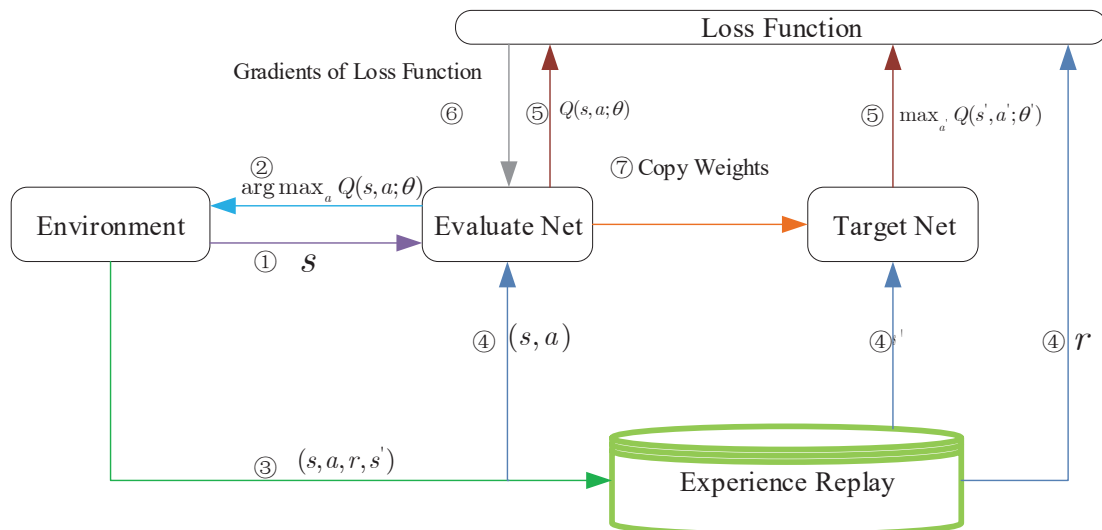 Loss Function
Gradients of Loss Function
⑥
⑤ Q(s,a;θ)
⑤ max_{a'} Q(s',a';θ')
②
arg max_a Q(s,a;θ)
⑦ Copy Weights
Environment
Evaluate Net
Target Net
① s
④ (s,a)
④ s'
④ r
③ (s,a,r,s')
Experience Replay